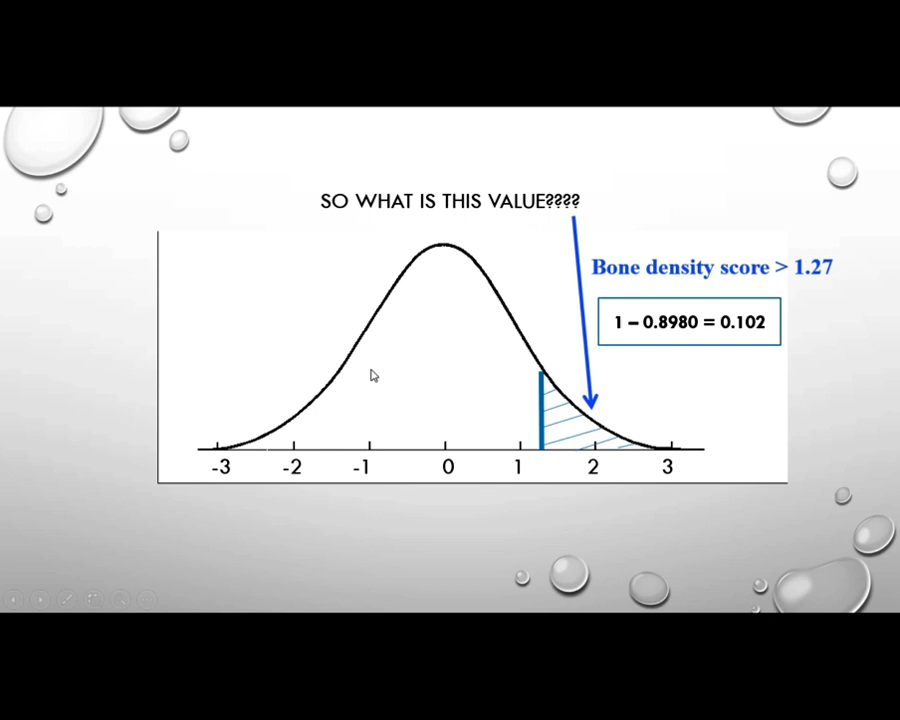 SO WHAT IS THIS VALUE????
Bone density score > 1.27
1 – 0.8980 = 0.102
-3 -2 -1 0 1 2 3